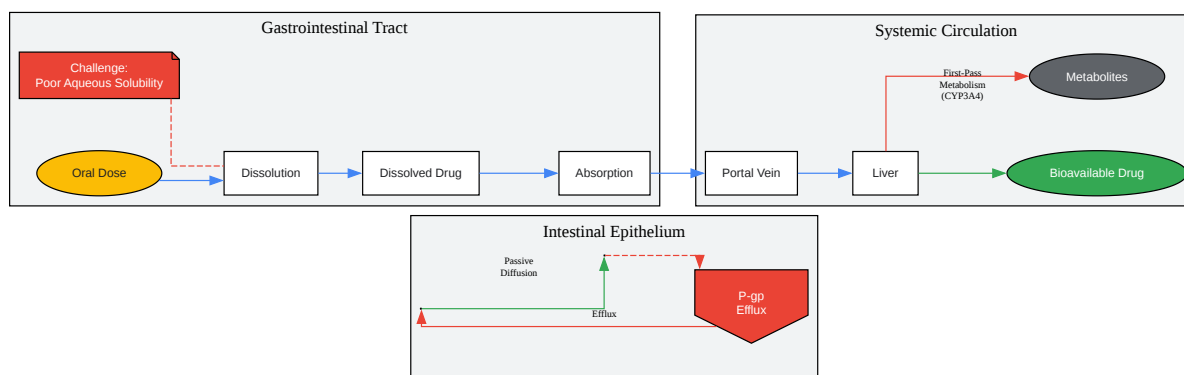 Gastrointestinal Tract
Systemic Circulation
Challenge:
Poor Aqueous Solubility
First-Pass
Metabolism
(CYP3A4)
Metabolites
Oral Dose
Dissolution
Dissolved Drug
Absorption
Portal Vein
Liver
Bioavailable Drug
Intestinal Epithelium
Passive
Diffusion
Efflux
P-gp
Efflux